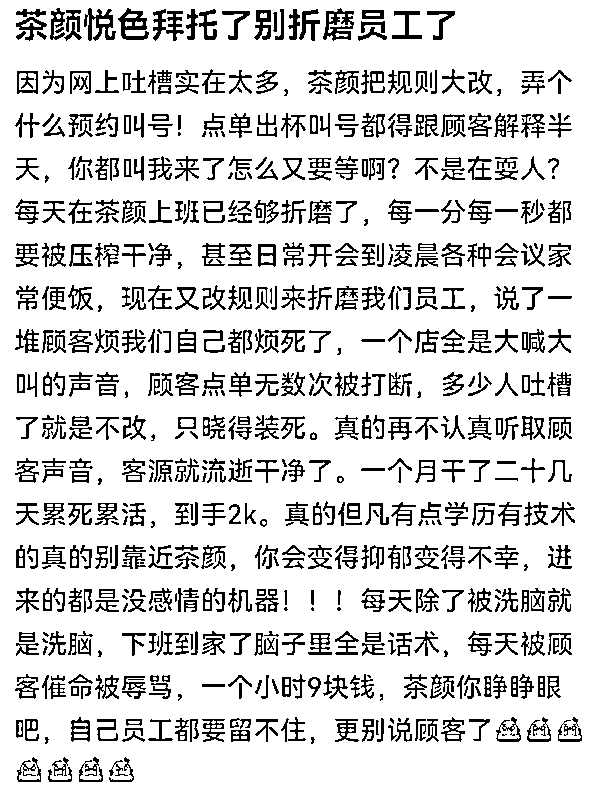 茶颜悦色拜托了别折磨员工了
因为网上吐槽实在太多，茶颜把规则大改，弄个
什么预约叫号！点单出杯叫号都得跟顾客解释半
天，你都叫我来了怎么又要等啊？不是在耍人？
每天在茶颜上班已经够折磨了，每一分每一秒都
要被压榨干净，甚至日常开会到凌晨各种会议家
常便饭，现在又改规则来折磨我们员工，说了一
堆顾客烦我们自己都烦死了，一个店全是大喊大
叫的声音，顾客点单无数次被打断，多少人吐槽
了就是不改，只晓得装死。真的再不认真听取顾
客声音，客源就流逝干净了。一个月干了二十几
天累死累活，到手2k。真的但凡有点学历有技术
的真的别靠近茶颜，你会变得抑郁变得不幸，进
来的都是没感情的机器！！！每天除了被洗脑就
是洗脑，下班到家了脑子里全是话术，每天被顾
客催命被辱骂，一个小时9块钱，茶颜你睁睁眼
吧，自己员工都要留不住，更别说顾客了